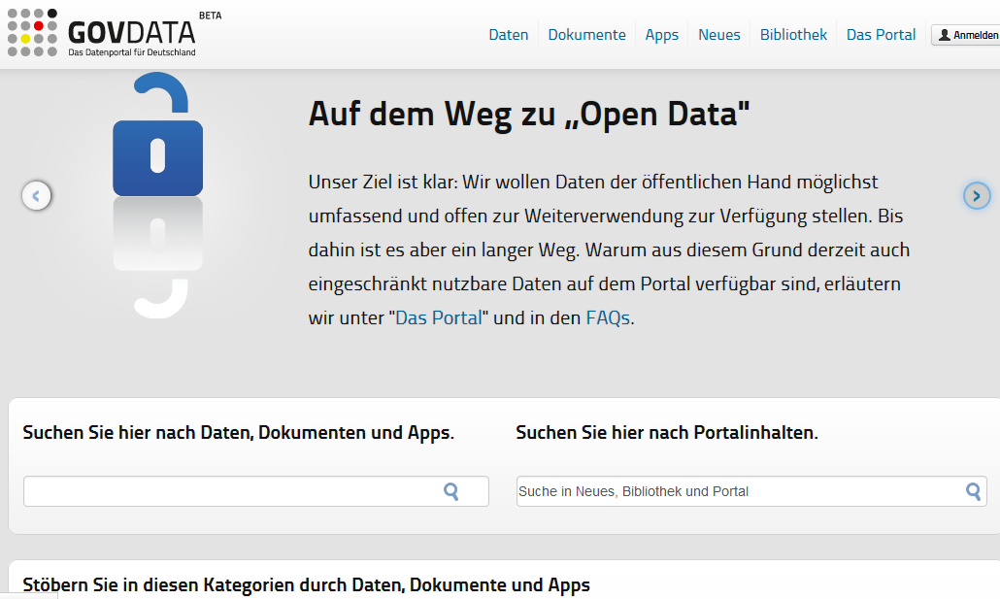 GOVDATA BETA
Das Datenportal für Deutschland
Daten Dokumente Apps Neues Bibliothek Das Portal Anmelden
Auf dem Weg zu „Open Data"
Unser Ziel ist klar: Wir wollen Daten der öffentlichen Hand möglichst
umfassend und offen zur Weiterverwendung zur Verfügung stellen. Bis
dahin ist es aber ein langer Weg. Warum aus diesem Grund derzeit auch
eingeschränkt nutzbare Daten auf dem Portal verfügbar sind, erläutern
wir unter "Das Portal" und in den FAQs.
Suchen Sie hier nach Daten, Dokumenten und Apps.
Suchen Sie hier nach Portalinhalten.
Suche in Neues, Bibliothek und Portal
Stöbern Sie in diesen Kategorien durch Daten, Dokumente und Apps